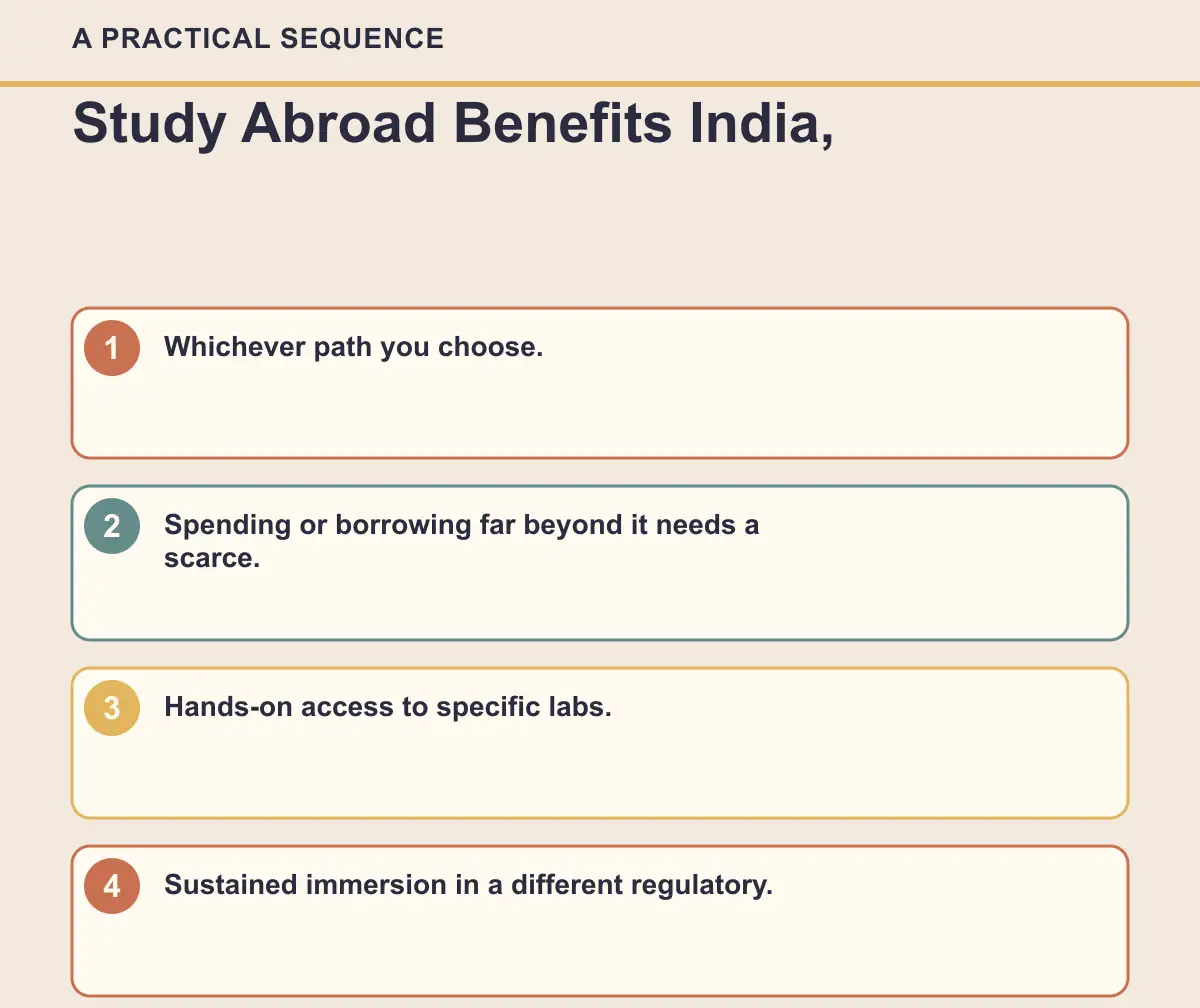 A PRACTICAL SEQUENCE
Study Abroad Benefits India,
1
Whichever path you choose.
2
Spending or borrowing far beyond it needs a
scarce.
3
Hands-on access to specific labs.
4
Sustained immersion in a different regulatory.